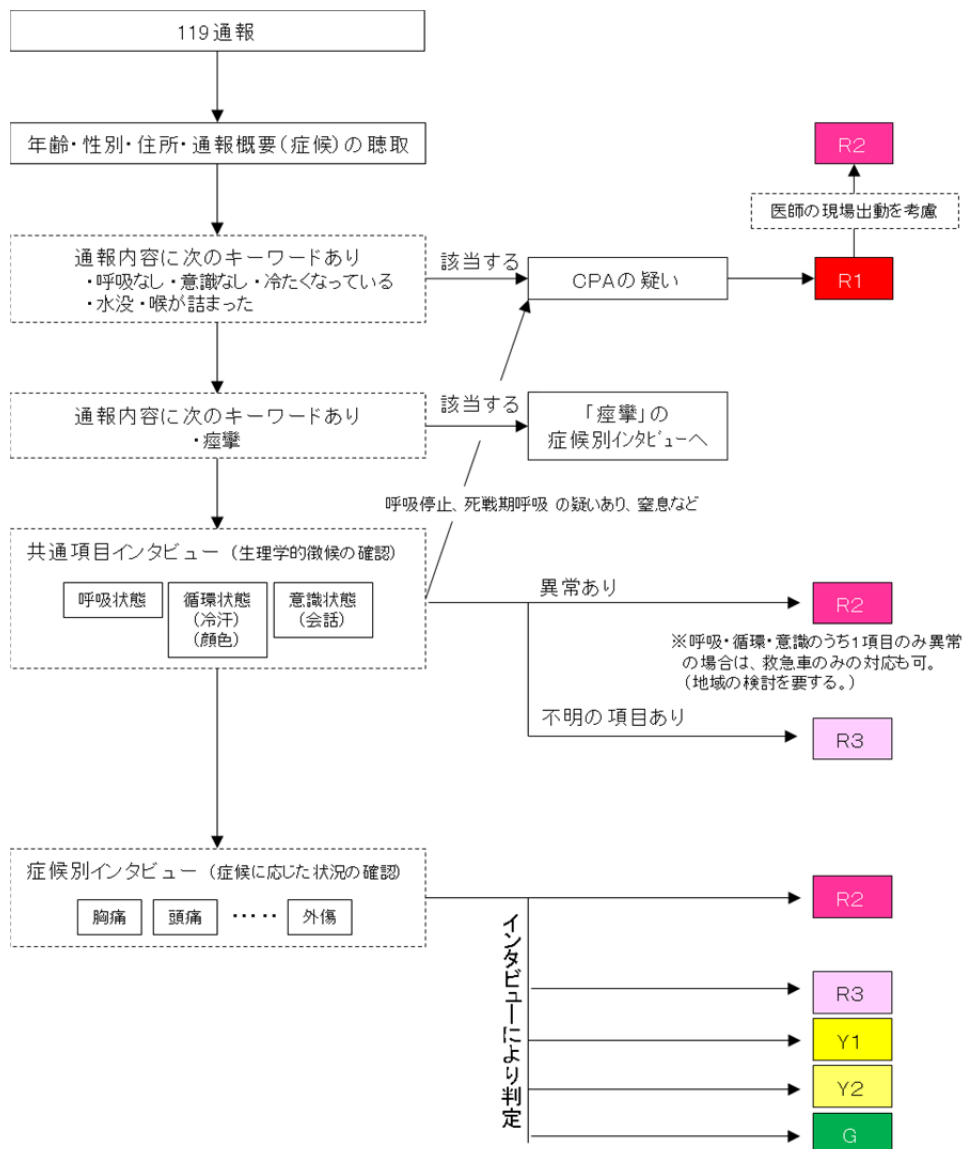 119通報
年齢・性別・住所・通報概要(症候)の聴取
R2
医師の現場出動を考慮
通報内容に次のキーワードあり
・呼吸なし・意識なし・冷たくなっている
・水没・喉が詰まった
該当する
CPAの疑い
R1
通報内容に次のキーワードあり
・痙攣
該当する
「痙攣」の
症候別インタビューへ
呼吸停止、死戦期呼吸 の疑いあり、窒息など
共通項目インタビュー (生理学的徴候の確認)
呼吸状態
循環状態
(冷汗)
(顔色)
意識状態
(会話)
異常あり
R2
※呼吸・循環・意識のうち1項目のみ異常
の場合は、救急車のみの対応も可。
(地域の検討を要する。)
不明の項目あり
R3
症候別インタビュー (症候に応じた状況の確認)
胸痛
頭痛
・・・・・
外傷
インタビューにより判定
R2
R3
Y1
Y2
G